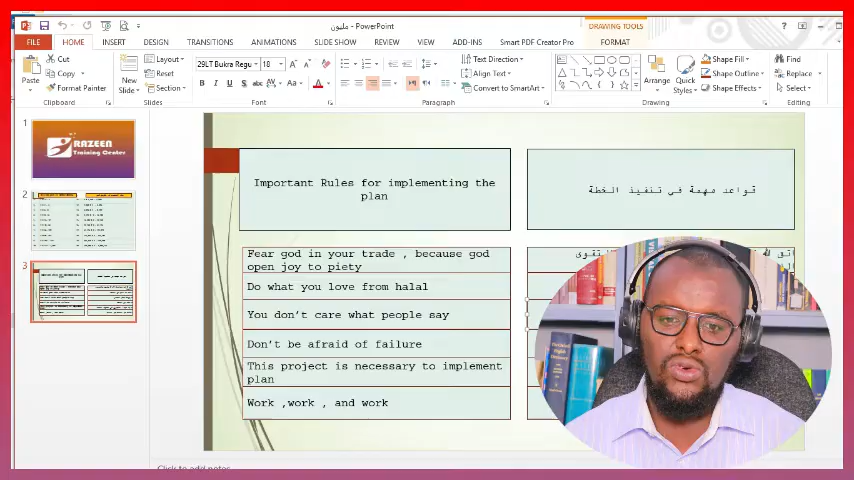 مليون - PowerPoint
DRAWING TOOLS
FILE HOME INSERT DESIGN TRANSITIONS ANIMATIONS SLIDE SHOW REVIEW VIEW ADD-INS Smart PDF Creator Pro FORMAT
Paste
Cut
Copy
Format Painter
Clipboard
New Slide
Layout
Reset
Section
Slides
29LT Bukra Regu 18
Font
Text Direction
Align Text
Convert to SmartArt
Paragraph
Arrange
Quick Styles
Shape Fill
Shape Outline
Shape Effects
Drawing
Find
Replace
Select
Editing
1
RAZEEN
Training Center
2
3
Important Rules for implementing the
plan
قواعد مهمة في تنفيذ الخطة
Fear god in your trade , because god
open joy to piety
Do what you love from halal
You don't care what people say
Don't be afraid of failure
This project is necessary to implement
plan
Work ,work , and work
التقوى
Click to add notes